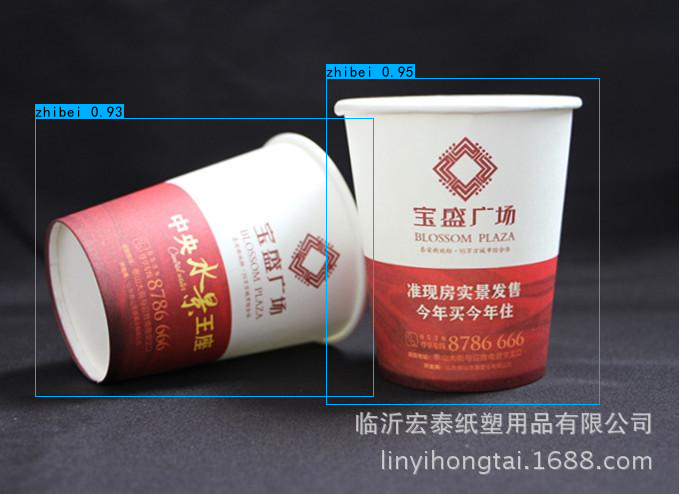 zhibei 0.95
zhibei 0.93
宝盛广场
BLOSSOM PLAZA
准现房实景发售
今年买今年住
8786 666
中央水景王座
8786 666
宝盛广场
BLOSSOM PLAZA
临沂宏泰纸塑用品有限公司
linyihongtai.1688.com